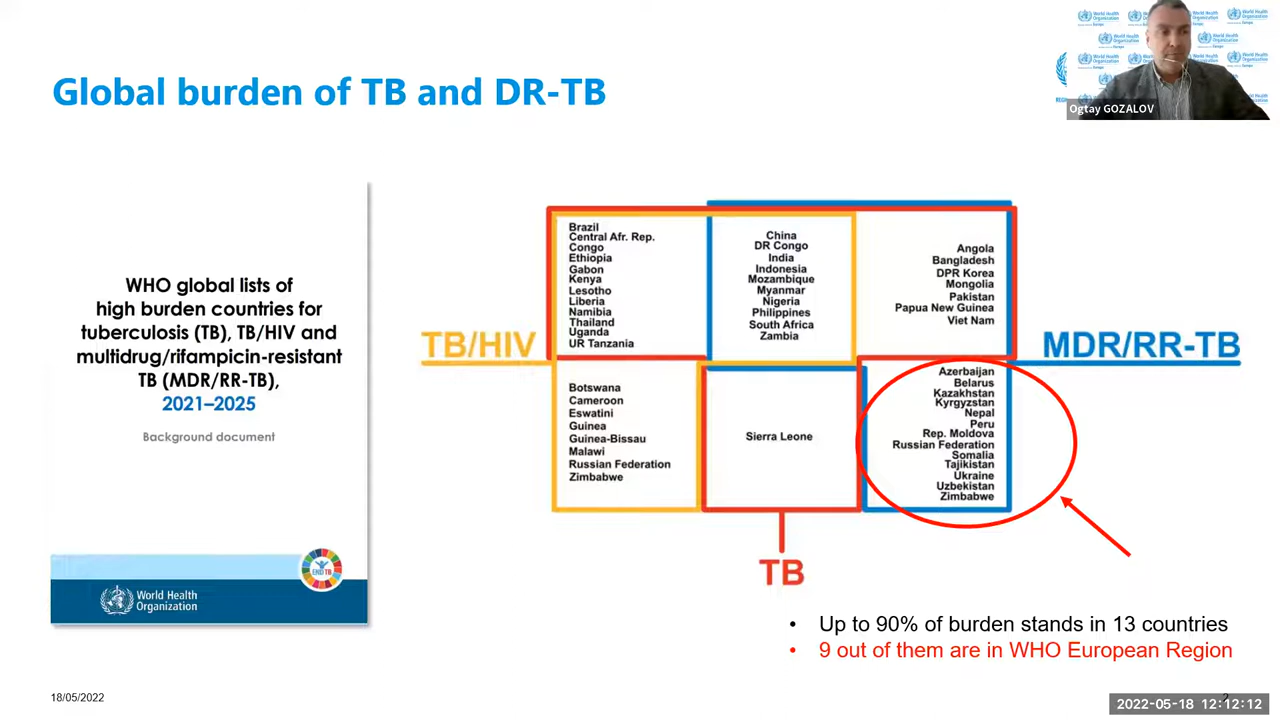 Global burden of TB and DR-TB
World Health
Organization
Europe
Ogtay GOZALOV
WHO global lists of
high burden countries for
tuberculosis (TB), TB/HIV and
multidrug/rifampicin-resistant
TB (MDR/RR-TB),
2021–2025
Background document
END TB
World Health
Organization
TB/HIV
Brazil
Central Afr. Rep.
Congo
Ethiopia
Gabon
Kenya
Lesotho
Liberia
Namibia
Thailand
Uganda
UR Tanzania
China
DR Congo
India
Indonesia
Mozambique
Myanmar
Nigeria
Philippines
South Africa
Zambia
Angola
Bangladesh
DPR Korea
Mongolia
Pakistan
Papua New Guinea
Viet Nam
MDR/RR-TB
Botswana
Cameroon
Eswatini
Guinea
Guinea-Bissau
Malawi
Russian Federation
Zimbabwe
Sierra Leone
Azerbaijan
Belarus
Kazakhstan
Kyrgyzstan
Nepal
Peru
Rep. Moldova
Russian Federation
Somalia
Tajikistan
Ukraine
Uzbekistan
Zimbabwe
TB
• Up to 90% of burden stands in 13 countries
• 9 out of them are in WHO European Region
18/05/2022
2
2022-05-18 12:12:12